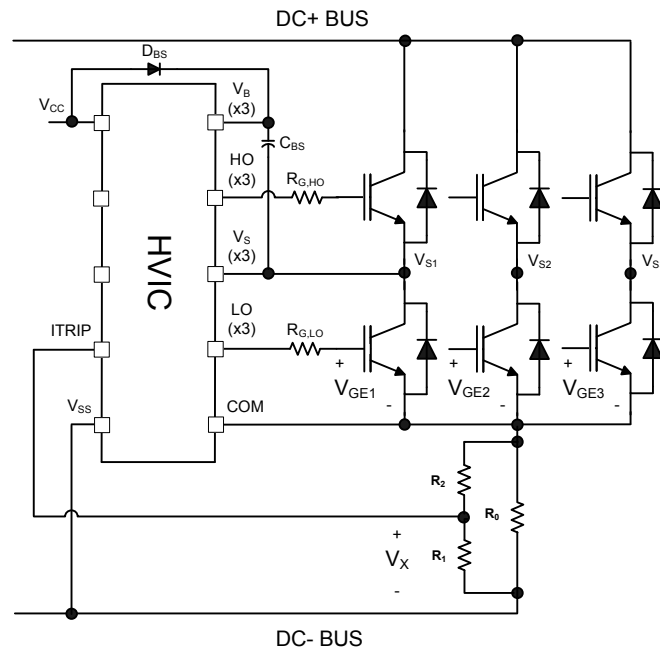 DC+ BUS
DBS
VCC
VB
(x3)
CBS
HO
(x3)
RG,HO
HVIC
VS
(x3)
VS1
VS2
VS
LO
(x3)
ITRIP
RG,LO
+
VGE1
-
+
VGE2
-
+
VGE3
-
VSS
COM
R2
R0
+
VX
-
R1
DC- BUS